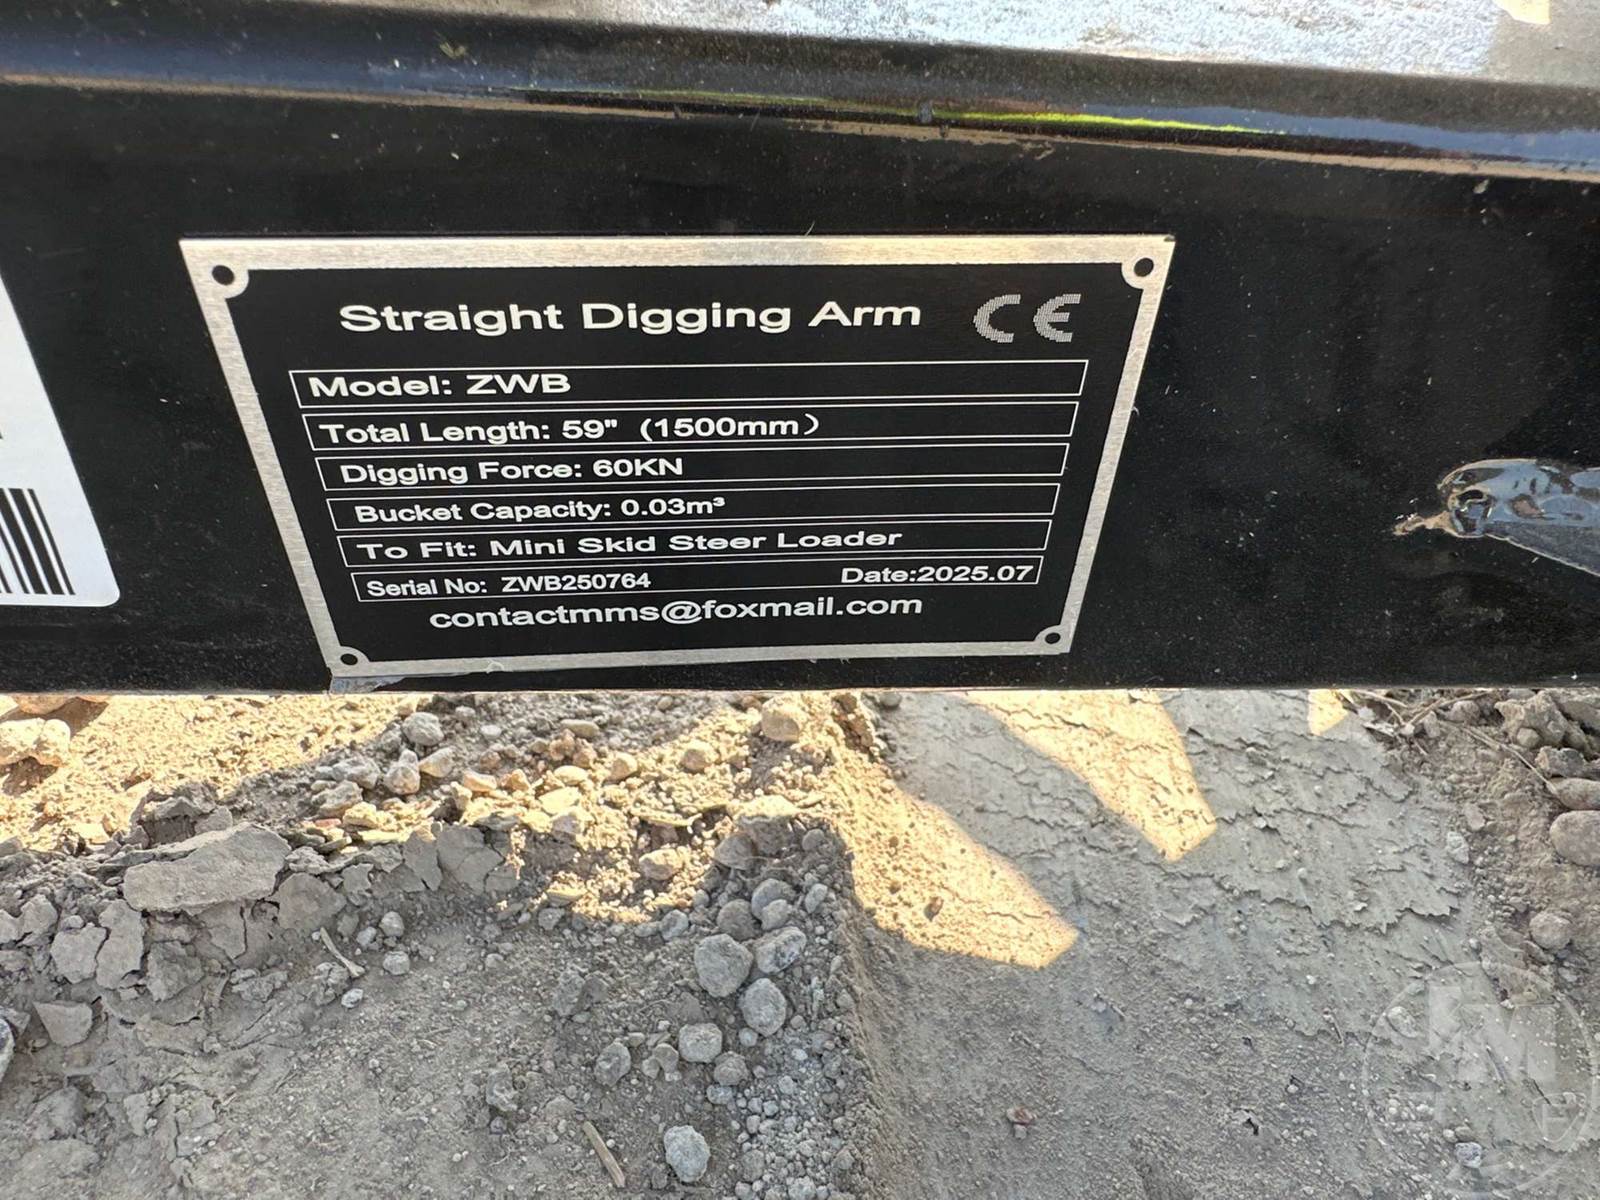 Straight Digging Arm CE
Model: ZWB
Total Length: 59" (1500mm)
Digging Force: 60KN
Bucket Capacity: 0.03m³
To Fit: Mini Skid Steer Loader
Serial No: ZWB250764 Date:2025.07
contactmms@foxmail.com